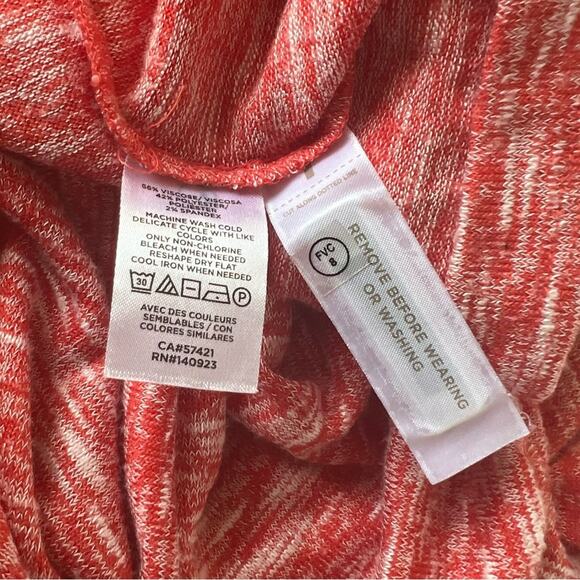 56% VISCOSE/ VISCOSA
42% POLYESTER/
POLIÉSTER
2% SPANDEX
MACHINE WASH COLD
DELICATE CYCLE WITH LIKE
COLORS
ONLY NON-CHLORINE
BLEACH WHEN NEEDED
RESHAPE DRY FLAT
COOL IRON WHEN NEEDED
30 P
AVEC DES COULEURS
SEMBLABLES / CON
COLORES SIMILARES
CA#57421
RN#140923
CUT ALONG DOTTED LINE
FVC
8
REMOVE BEFORE WEARING
OR WASHING